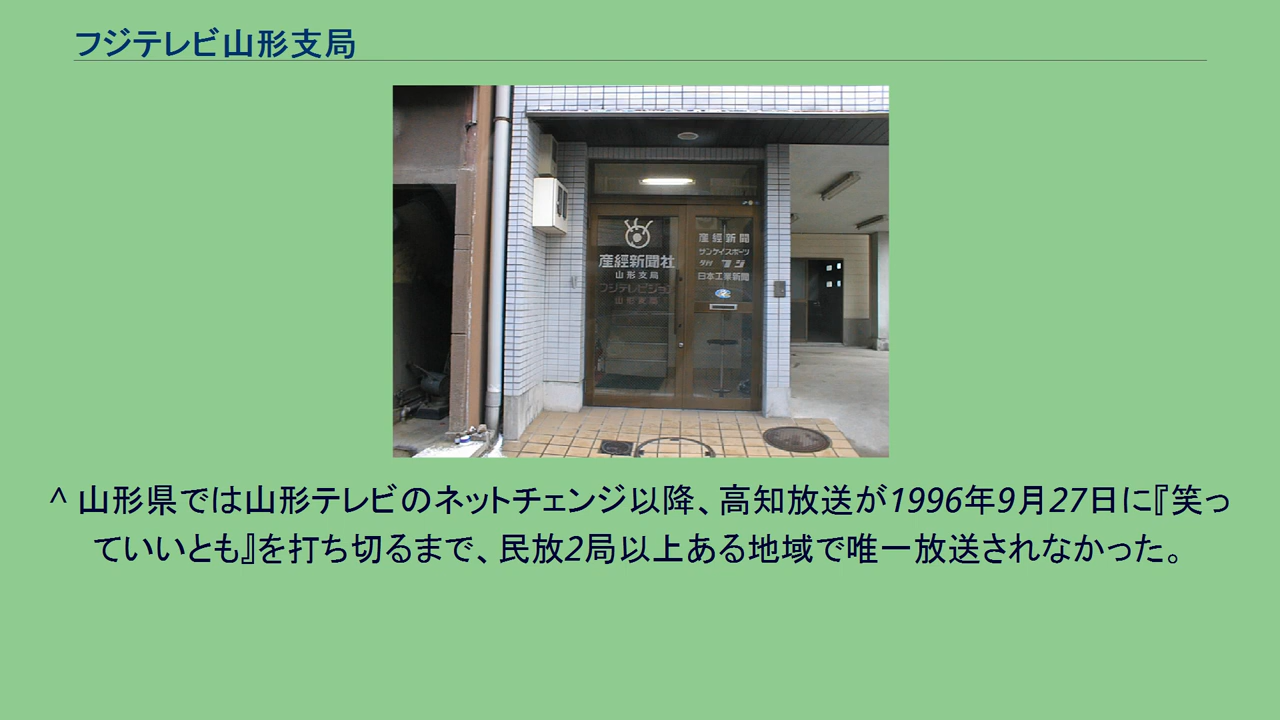 フジテレビ山形支局
産經新聞社
山形支局
フジテレビジョン
山形支局
産経新聞
サンケイスポーツ
夕刊 フジ
日本工業新聞
^ 山形県では山形テレビのネットチェンジ以降、高知放送が1996年9月27日に『笑っ
ていいとも』を打ち切るまで、民放2局以上ある地域で唯一放送されなかった。